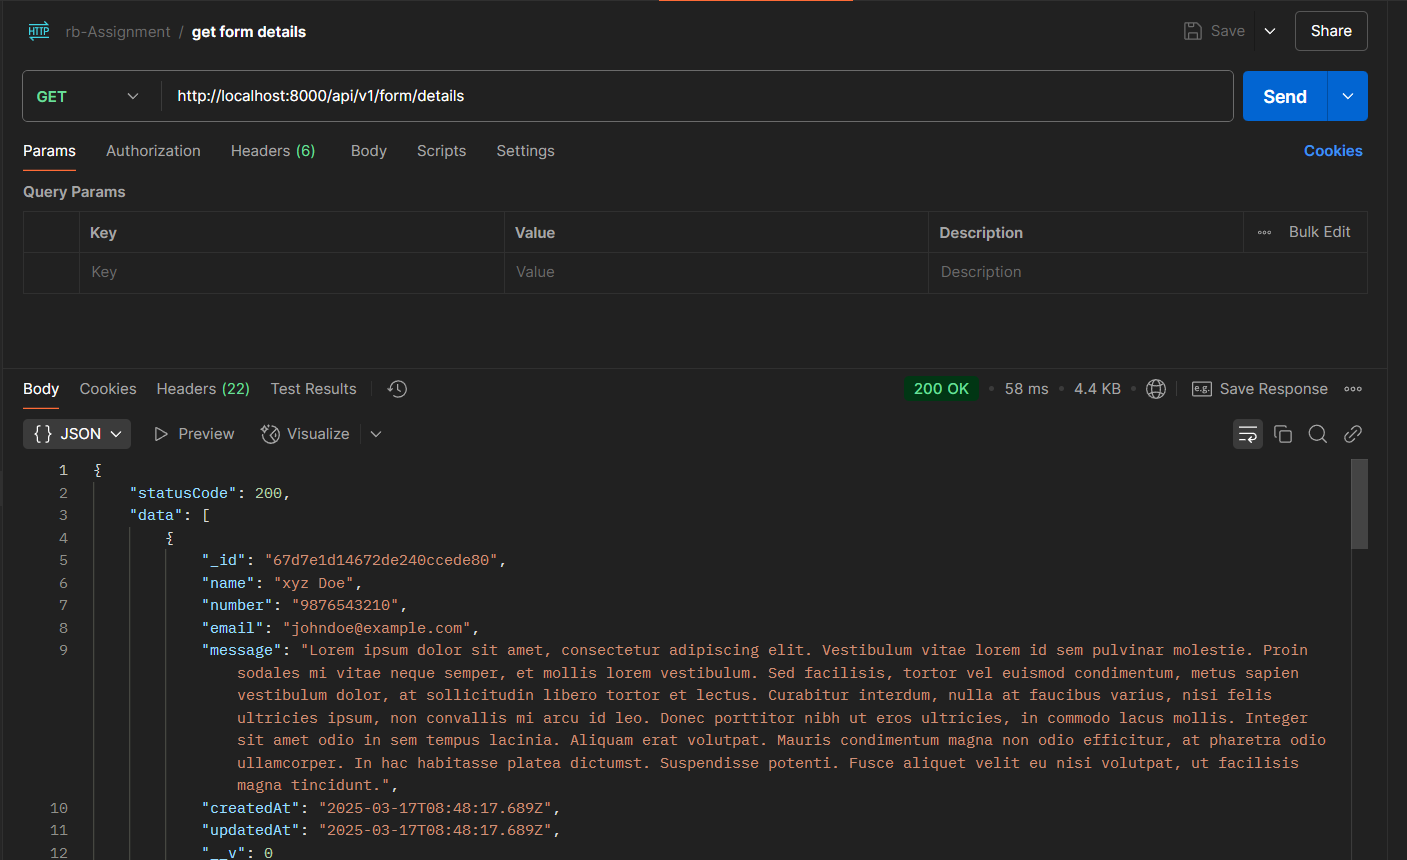 HTTP rb-Assignment / get form details Save Share
GET http://localhost:8000/api/v1/form/details Send
Params Authorization Headers (6) Body Scripts Settings Cookies
Query Params
Key Value Description Bulk Edit
Key Value Description
Body Cookies Headers (22) Test Results 200 OK • 58 ms • 4.4 KB • e.g. Save Response
{} JSON Preview Visualize
1 {
2 "statusCode": 200,
3 "data": [
4 {
5 "_id": "67d7e1d14672de240ccede80",
6 "name": "xyz Doe",
7 "number": "9876543210",
8 "email": "johndoe@example.com",
9 "message": "Lorem ipsum dolor sit amet, consectetur adipiscing elit. Vestibulum vitae lorem id sem pulvinar molestie. Proin
sodales mi vitae neque semper, et mollis lorem vestibulum. Sed facilisis, tortor vel euismod condimentum, metus sapien
vestibulum dolor, at sollicitudin libero tortor et lectus. Curabitur interdum, nulla at faucibus varius, nisi felis
ultricies ipsum, non convallis mi arcu id leo. Donec porttitor nibh ut eros ultricies, in commodo lacus mollis. Integer
sit amet odio in sem tempus lacinia. Aliquam erat volutpat. Mauris condimentum magna non odio efficitur, at pharetra odio
ullamcorper. In hac habitasse platea dictumst. Suspendisse potenti. Fusce aliquet velit eu nisi volutpat, ut facilisis
magna tincidunt.",
10 "createdAt": "2025-03-17T08:48:17.689Z",
11 "updatedAt": "2025-03-17T08:48:17.689Z",
12 "__v": 0